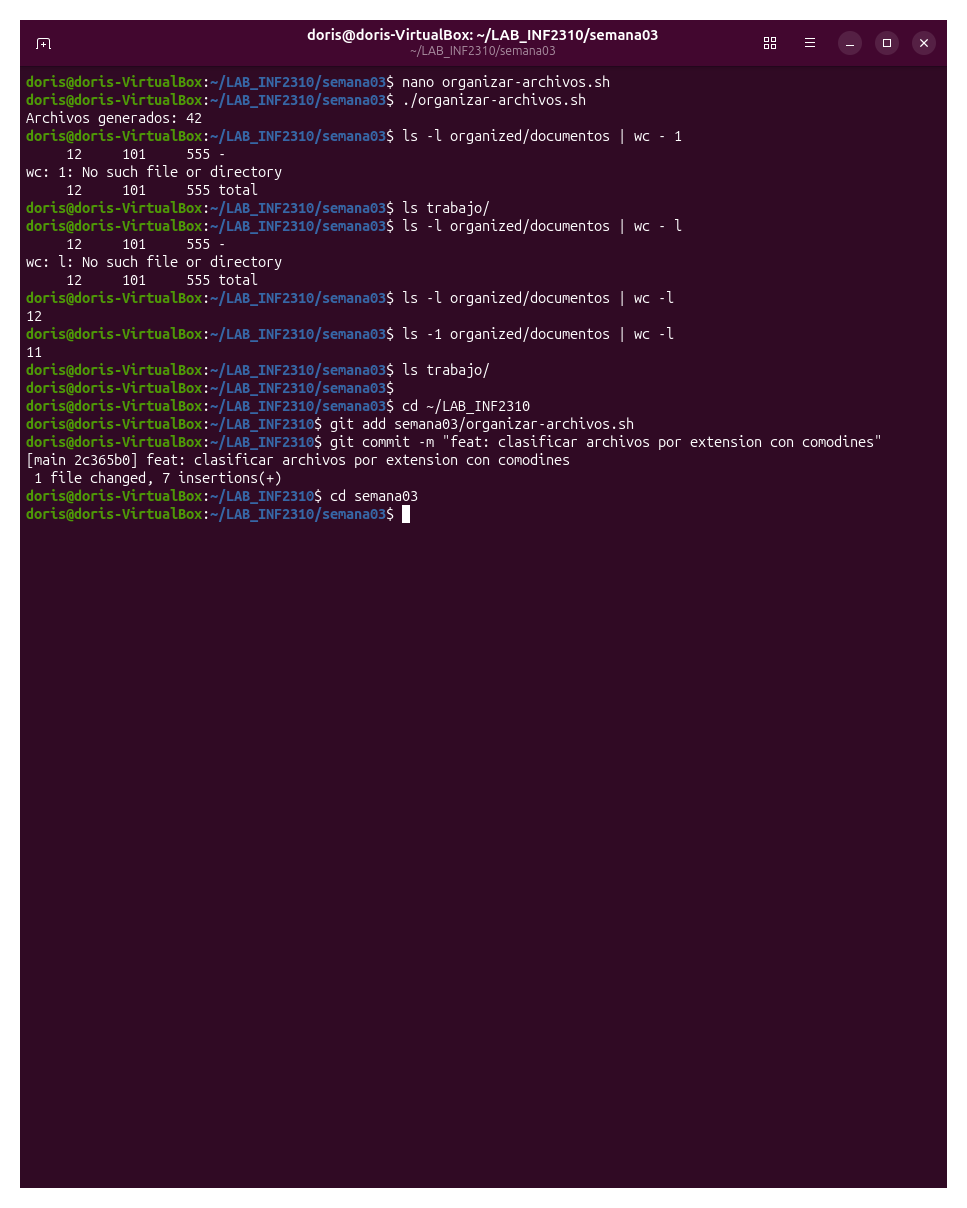 doris@doris-VirtualBox: ~/LAB_INF2310/semana03
~/LAB_INF2310/semana03
doris@doris-VirtualBox:~/LAB_INF2310/semana03$ nano organizar-archivos.sh
doris@doris-VirtualBox:~/LAB_INF2310/semana03$ ./organizar-archivos.sh
Archivos generados: 42
doris@doris-VirtualBox:~/LAB_INF2310/semana03$ ls -l organized/documentos | wc - 1
     12     101     555 -
wc: 1: No such file or directory
     12     101     555 total
doris@doris-VirtualBox:~/LAB_INF2310/semana03$ ls trabajo/
doris@doris-VirtualBox:~/LAB_INF2310/semana03$ ls -l organized/documentos | wc - l
     12     101     555 -
wc: l: No such file or directory
     12     101     555 total
doris@doris-VirtualBox:~/LAB_INF2310/semana03$ ls -l organized/documentos | wc -l
12
doris@doris-VirtualBox:~/LAB_INF2310/semana03$ ls -1 organized/documentos | wc -l
11
doris@doris-VirtualBox:~/LAB_INF2310/semana03$ ls trabajo/
doris@doris-VirtualBox:~/LAB_INF2310/semana03$
doris@doris-VirtualBox:~/LAB_INF2310/semana03$ cd ~/LAB_INF2310
doris@doris-VirtualBox:~/LAB_INF2310$ git add semana03/organizar-archivos.sh
doris@doris-VirtualBox:~/LAB_INF2310$ git commit -m "feat: clasificar archivos por extension con comodines"
[main 2c365b0] feat: clasificar archivos por extension con comodines
 1 file changed, 7 insertions(+)
doris@doris-VirtualBox:~/LAB_INF2310$ cd semana03
doris@doris-VirtualBox:~/LAB_INF2310/semana03$